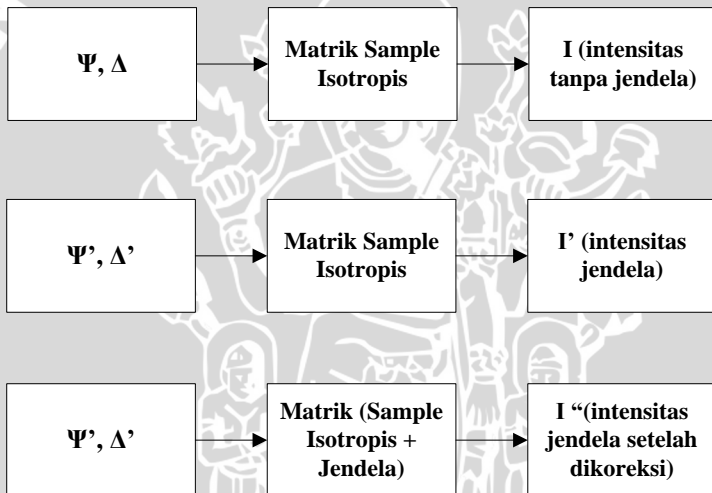 Ψ, Δ
Matrik Sample
Isotropis
I (intensitas
tanpa jendela)
Ψ’, Δ’
Matrik Sample
Isotropis
I’ (intensitas
jendela)
Ψ’, Δ’
Matrik (Sample
Isotropis +
Jendela)
I “(intensitas
jendela setelah
dikoreksi)